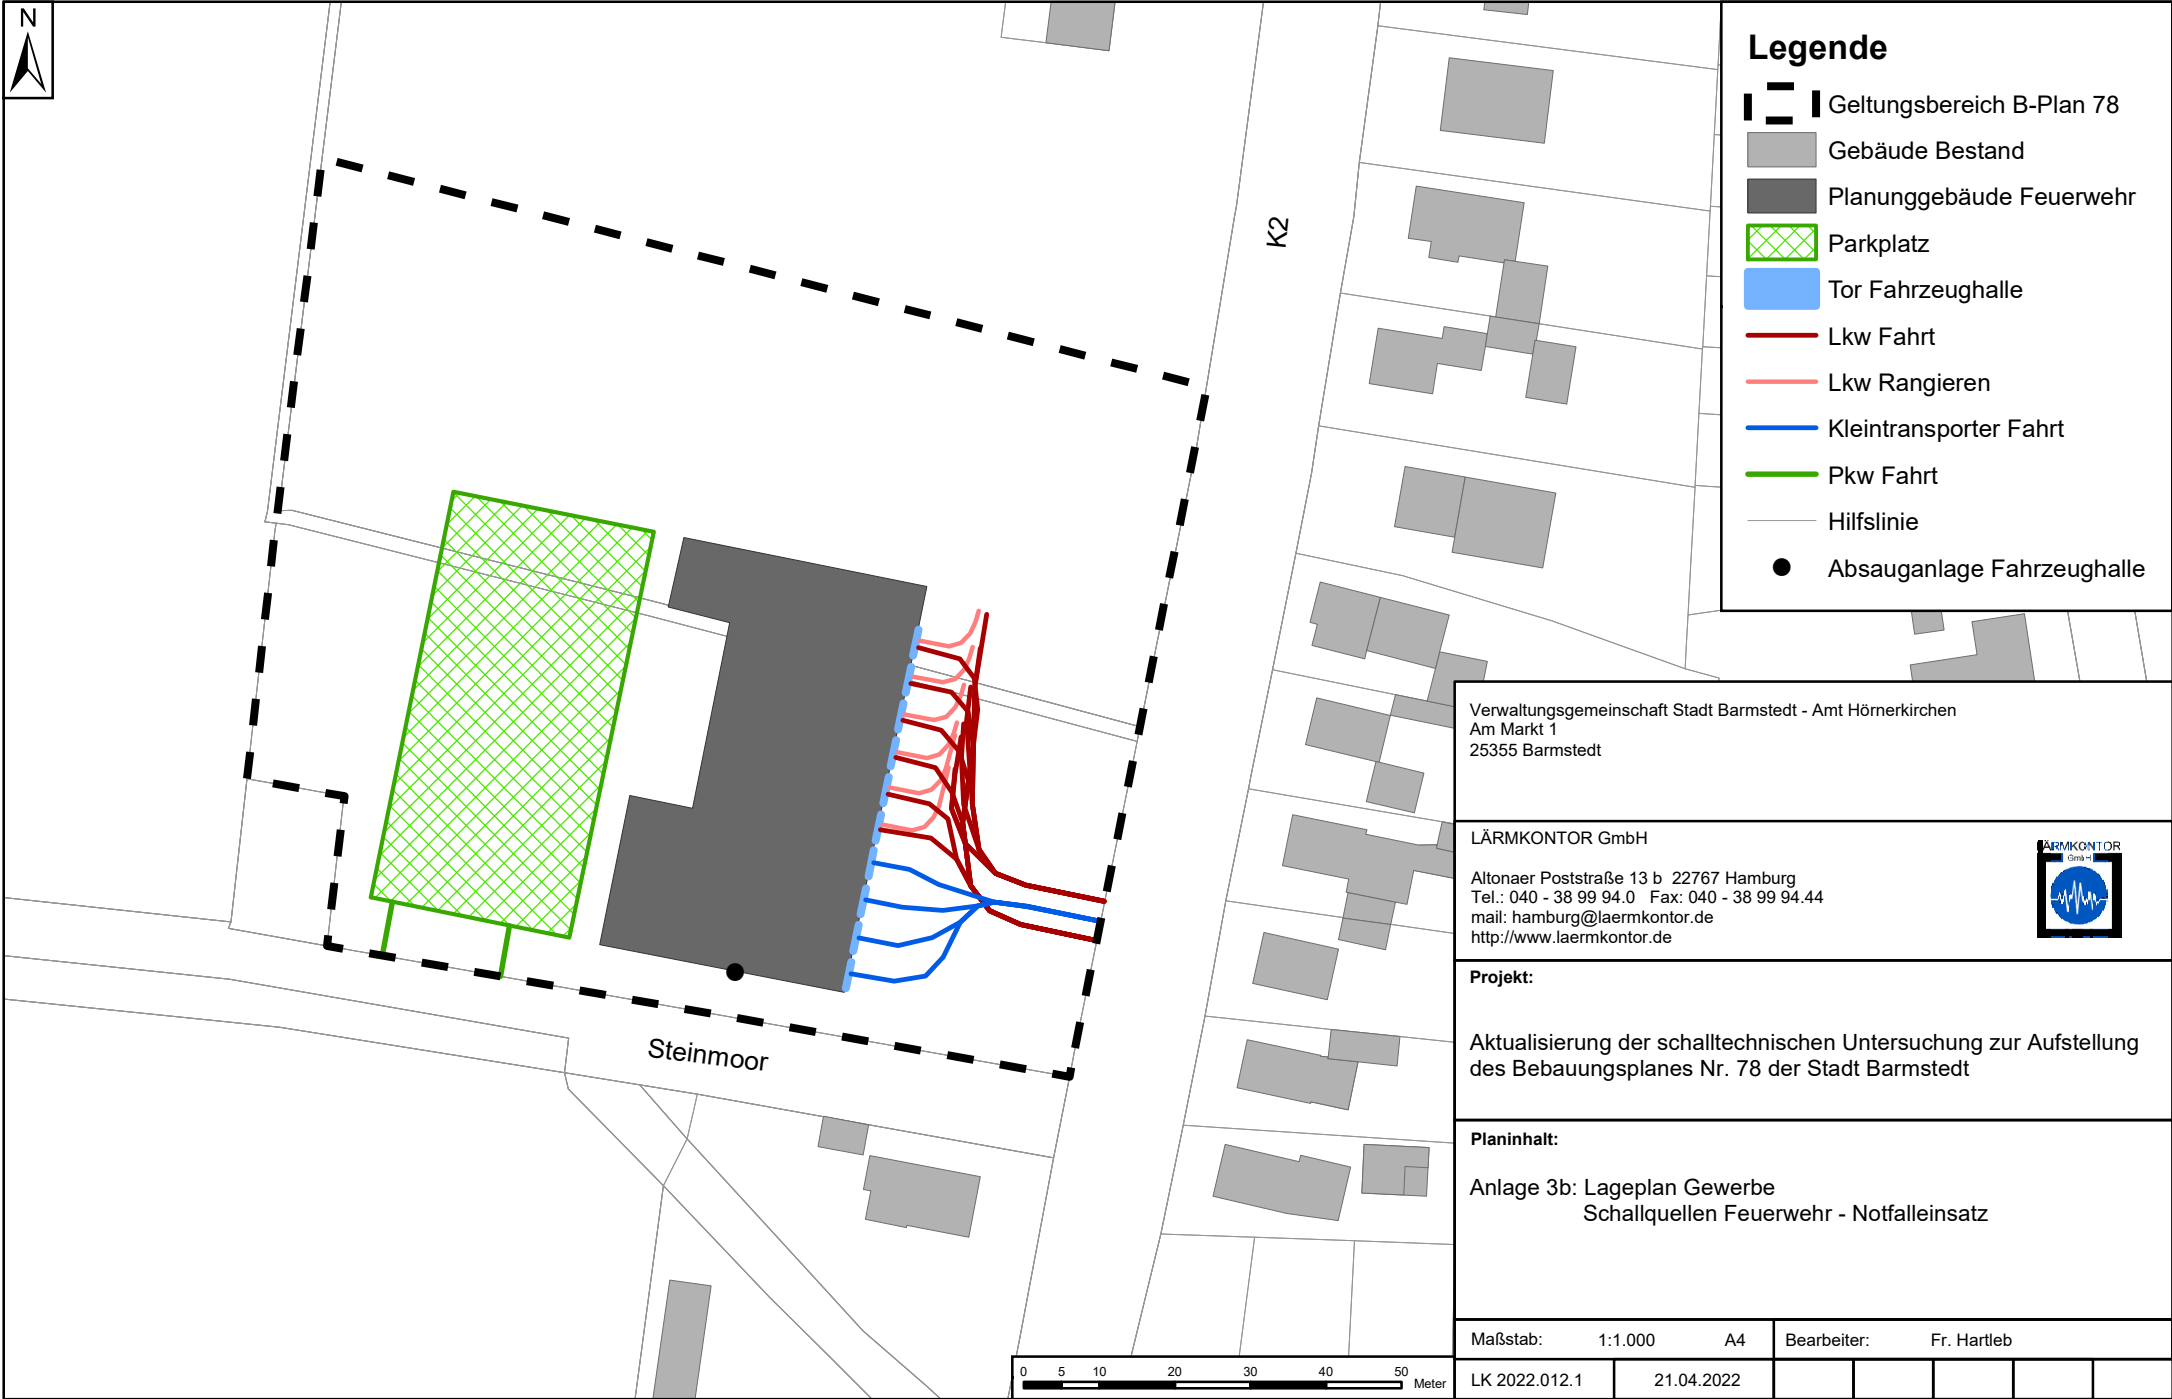 N
K2
Steinmoor
Legende
Geltungsbereich B-Plan 78
Gebäude Bestand
Planunggebäude Feuerwehr
Parkplatz
Tor Fahrzeughalle
Lkw Fahrt
Lkw Rangieren
Kleintransporter Fahrt
Pkw Fahrt
Hilfslinie
Absauganlage Fahrzeughalle
Verwaltungsgemeinschaft Stadt Barmstedt - Amt Hörnerkirchen
Am Markt 1
25355 Barmstedt
LÄRMKONTOR GmbH
Altonaer Poststraße 13 b 22767 Hamburg
Tel.: 040 - 38 99 94.0 Fax: 040 - 38 99 94.44
mail: hamburg@laermkontor.de
http://www.laermkontor.de
LÄRMKONTOR
GmbH
Projekt:
Aktualisierung der schalltechnischen Untersuchung zur Aufstellung
des Bebauungsplanes Nr. 78 der Stadt Barmstedt
Planinhalt:
Anlage 3b: Lageplan Gewerbe
Schallquellen Feuerwehr - Notfalleinsatz
Maßstab: 1:1.000 A4 Bearbeiter: Fr. Hartleb
LK 2022.012.1 21.04.2022
0 5 10 20 30 40 50
Meter